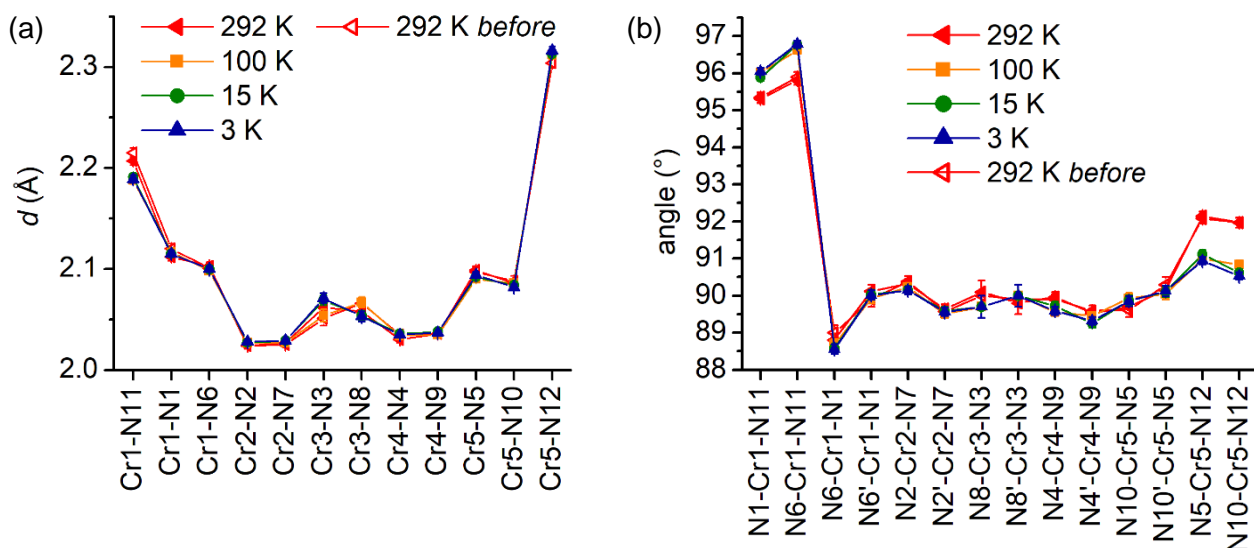 (a)
292 K
292 K before
100 K
15 K
3 K
2.3
2.2
2.1
2.0
d (Å)
Cr1-N11
Cr1-N1
Cr1-N6
Cr2-N2
Cr2-N7
Cr3-N3
Cr3-N8
Cr4-N4
Cr4-N9
Cr5-N5
Cr5-N10
Cr5-N12
(b)
292 K
100 K
15 K
3 K
292 K before
97
96
95
94
93
92
91
90
89
88
angle (°)
N1-Cr1-N11
N6-Cr1-N11
N6-Cr1-N1
N6'-Cr1-N1
N2-Cr2-N7
N2'-Cr2-N7
N8-Cr3-N3
N8'-Cr3-N3
N4-Cr4-N9
N4'-Cr4-N9
N10-Cr5-N5
N10'-Cr5-N5
N5-Cr5-N12
N10-Cr5-N12